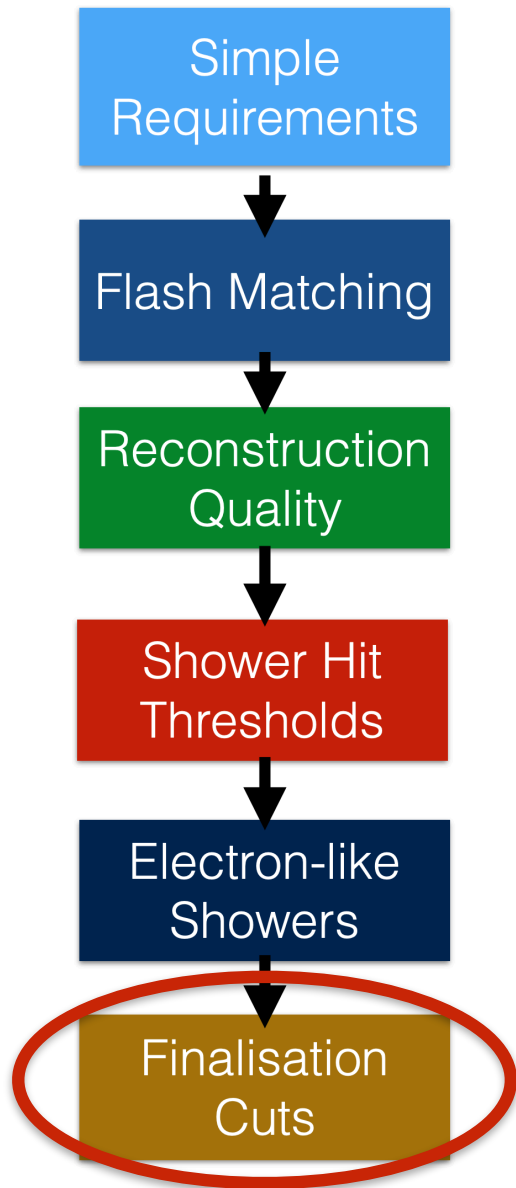 Simple
Requirements
Flash Matching
Reconstruction
Quality
Shower Hit
Thresholds
Electron-like
Showers
Finalisation
Cuts